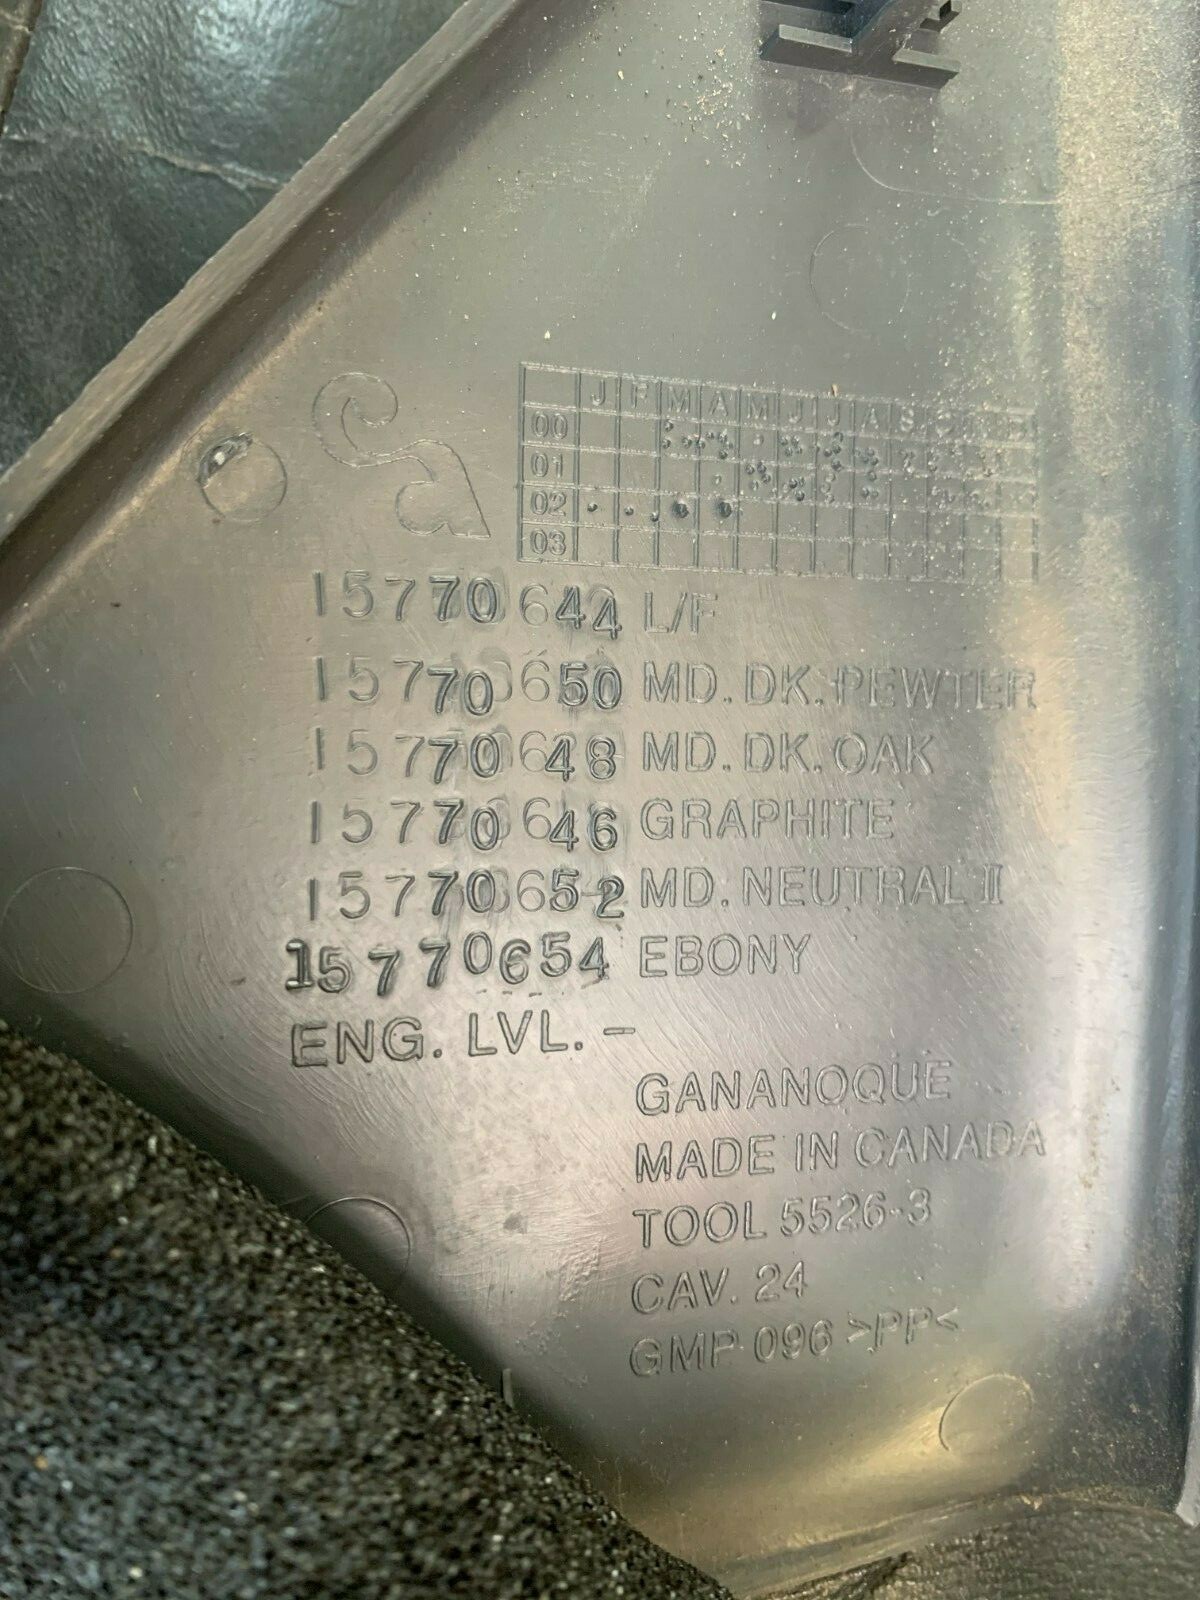 J F M A M J J A S O N D
00
01
02
03
15770644 L/F
15770650 MD. DK. PEWTER
15770648 MD. DK. OAK
15770646 GRAPHITE
15770652 MD. NEUTRAL II
15770654 EBONY
ENG. LVL. –
GANANOQUE
MADE IN CANADA
TOOL 5526-3
CAV. 24
GMP 096 >PP<